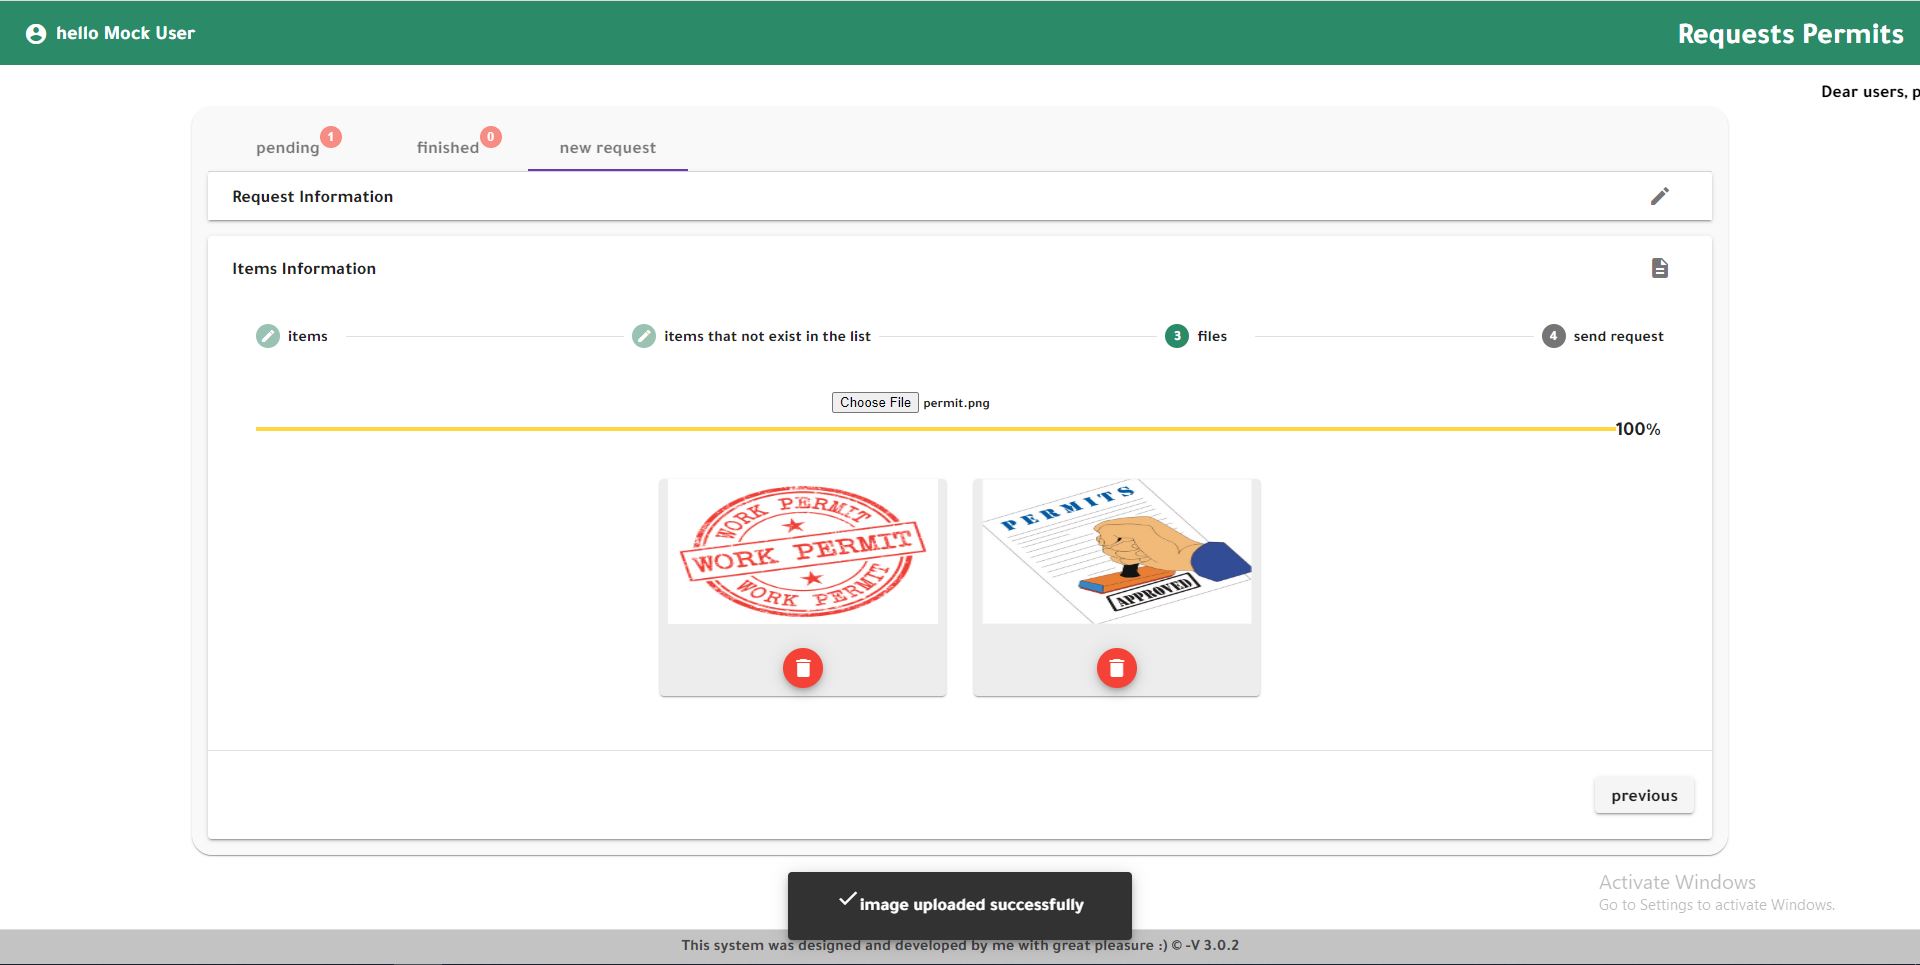 hello Mock User
Requests Permits
Dear users, p
pending 1
finished 0
new request
Request Information
Items Information
items
items that not exist in the list
3 files
4 send request
Choose File permit.png
100%
WORK PERMIT
WORK PERMIT
WORK PERMIT
PERMITS
APPROVED
previous
image uploaded successfully
Activate Windows
Go to Settings to activate Windows.
This system was designed and developed by me with great pleasure :) © -V 3.0.2